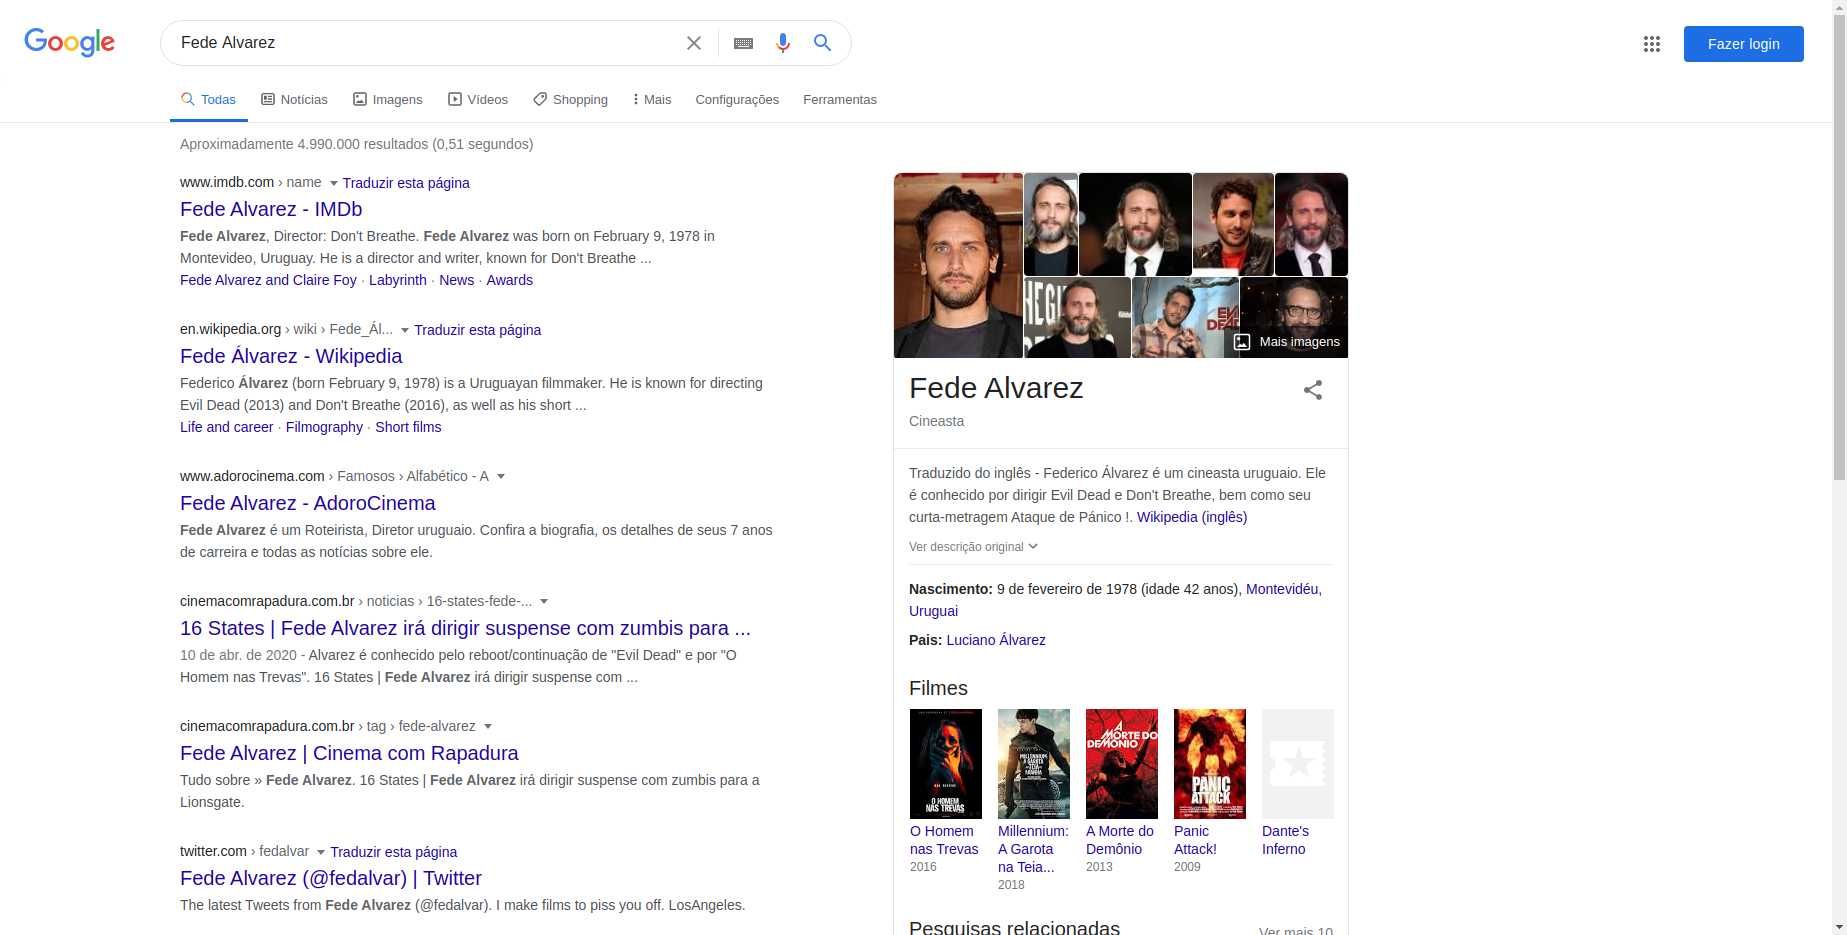 Google
Fede Alvarez
Fazer login
Todas
Notícias
Imagens
Vídeos
Shopping
Mais
Configurações
Ferramentas
Aproximadamente 4.990.000 resultados (0,51 segundos)
www.imdb.com › name Traduzir esta página
Fede Alvarez - IMDb
Fede Alvarez, Director: Don't Breathe. Fede Alvarez was born on February 9, 1978 in
Montevideo, Uruguay. He is a director and writer, known for Don't Breathe ...
Fede Alvarez and Claire Foy · Labyrinth · News · Awards
en.wikipedia.org › wiki › Fede_Ál... Traduzir esta página
Fede Álvarez - Wikipedia
Federico Álvarez (born February 9, 1978) is a Uruguayan filmmaker. He is known for directing
Evil Dead (2013) and Don't Breathe (2016), as well as his short ...
Life and career · Filmography · Short films
www.adorocinema.com › Famosos › Alfabético - A
Fede Alvarez - AdoroCinema
Fede Alvarez é um Roteirista, Diretor uruguaio. Confira a biografia, os detalhes de seus 7 anos
de carreira e todas as notícias sobre ele.
cinemacomrapadura.com.br › noticias › 16-states-fede-...
16 States | Fede Alvarez irá dirigir suspense com zumbis para ...
10 de abr. de 2020 - Alvarez é conhecido pelo reboot/continuação de "Evil Dead" e por "O
Homem nas Trevas". 16 States | Fede Alvarez irá dirigir suspense com ...
cinemacomrapadura.com.br › tag › fede-alvarez
Fede Alvarez | Cinema com Rapadura
Tudo sobre » Fede Alvarez. 16 States | Fede Alvarez irá dirigir suspense com zumbis para a
Lionsgate.
twitter.com › fedalvar Traduzir esta página
Fede Alvarez (@fedalvar) | Twitter
The latest Tweets from Fede Alvarez (@fedalvar). I make films to piss you off. LosAngeles.
Mais imagens
Fede Alvarez
Cineasta
Traduzido do inglês - Federico Álvarez é um cineasta uruguaio. Ele
é conhecido por dirigir Evil Dead e Don't Breathe, bem como seu
curta-metragem Ataque de Pánico !. Wikipedia (inglês)
Ver descrição original
Nascimento: 9 de fevereiro de 1978 (idade 42 anos), Montevidéu,
Uruguai
Pais: Luciano Álvarez
Filmes
O HOMEM
NAS TREVAS
MILLENNIUM:
A GAROTA
NA TEIA
ARANHA
A
MORTE DO
DEMÔNIO
PANIC
ATTACK
O Homem
nas Trevas
2016
Millennium:
A Garota
na Teia...
2018
A Morte do
Demônio
2013
Panic
Attack!
2009
Dante's
Inferno
Pesquisas relacionadas
Ver mais 10